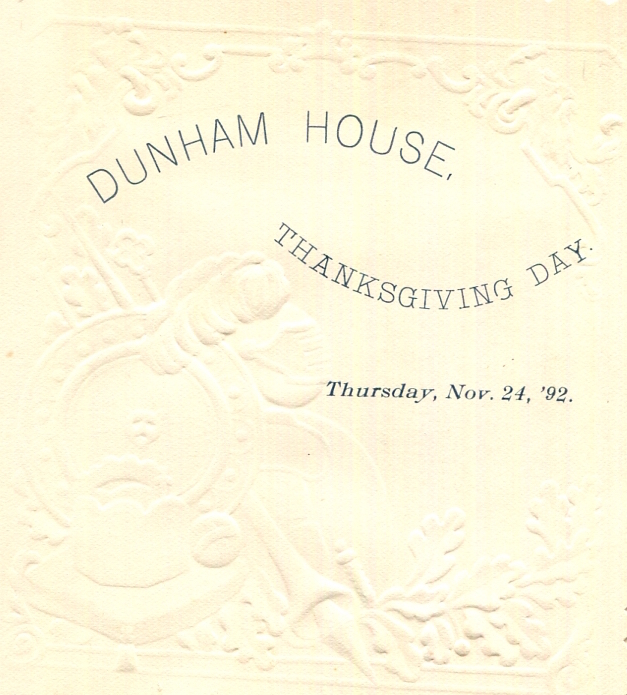 DUNHAM HOUSE,
THANKSGIVING DAY.
Thursday, Nov. 24, '92.